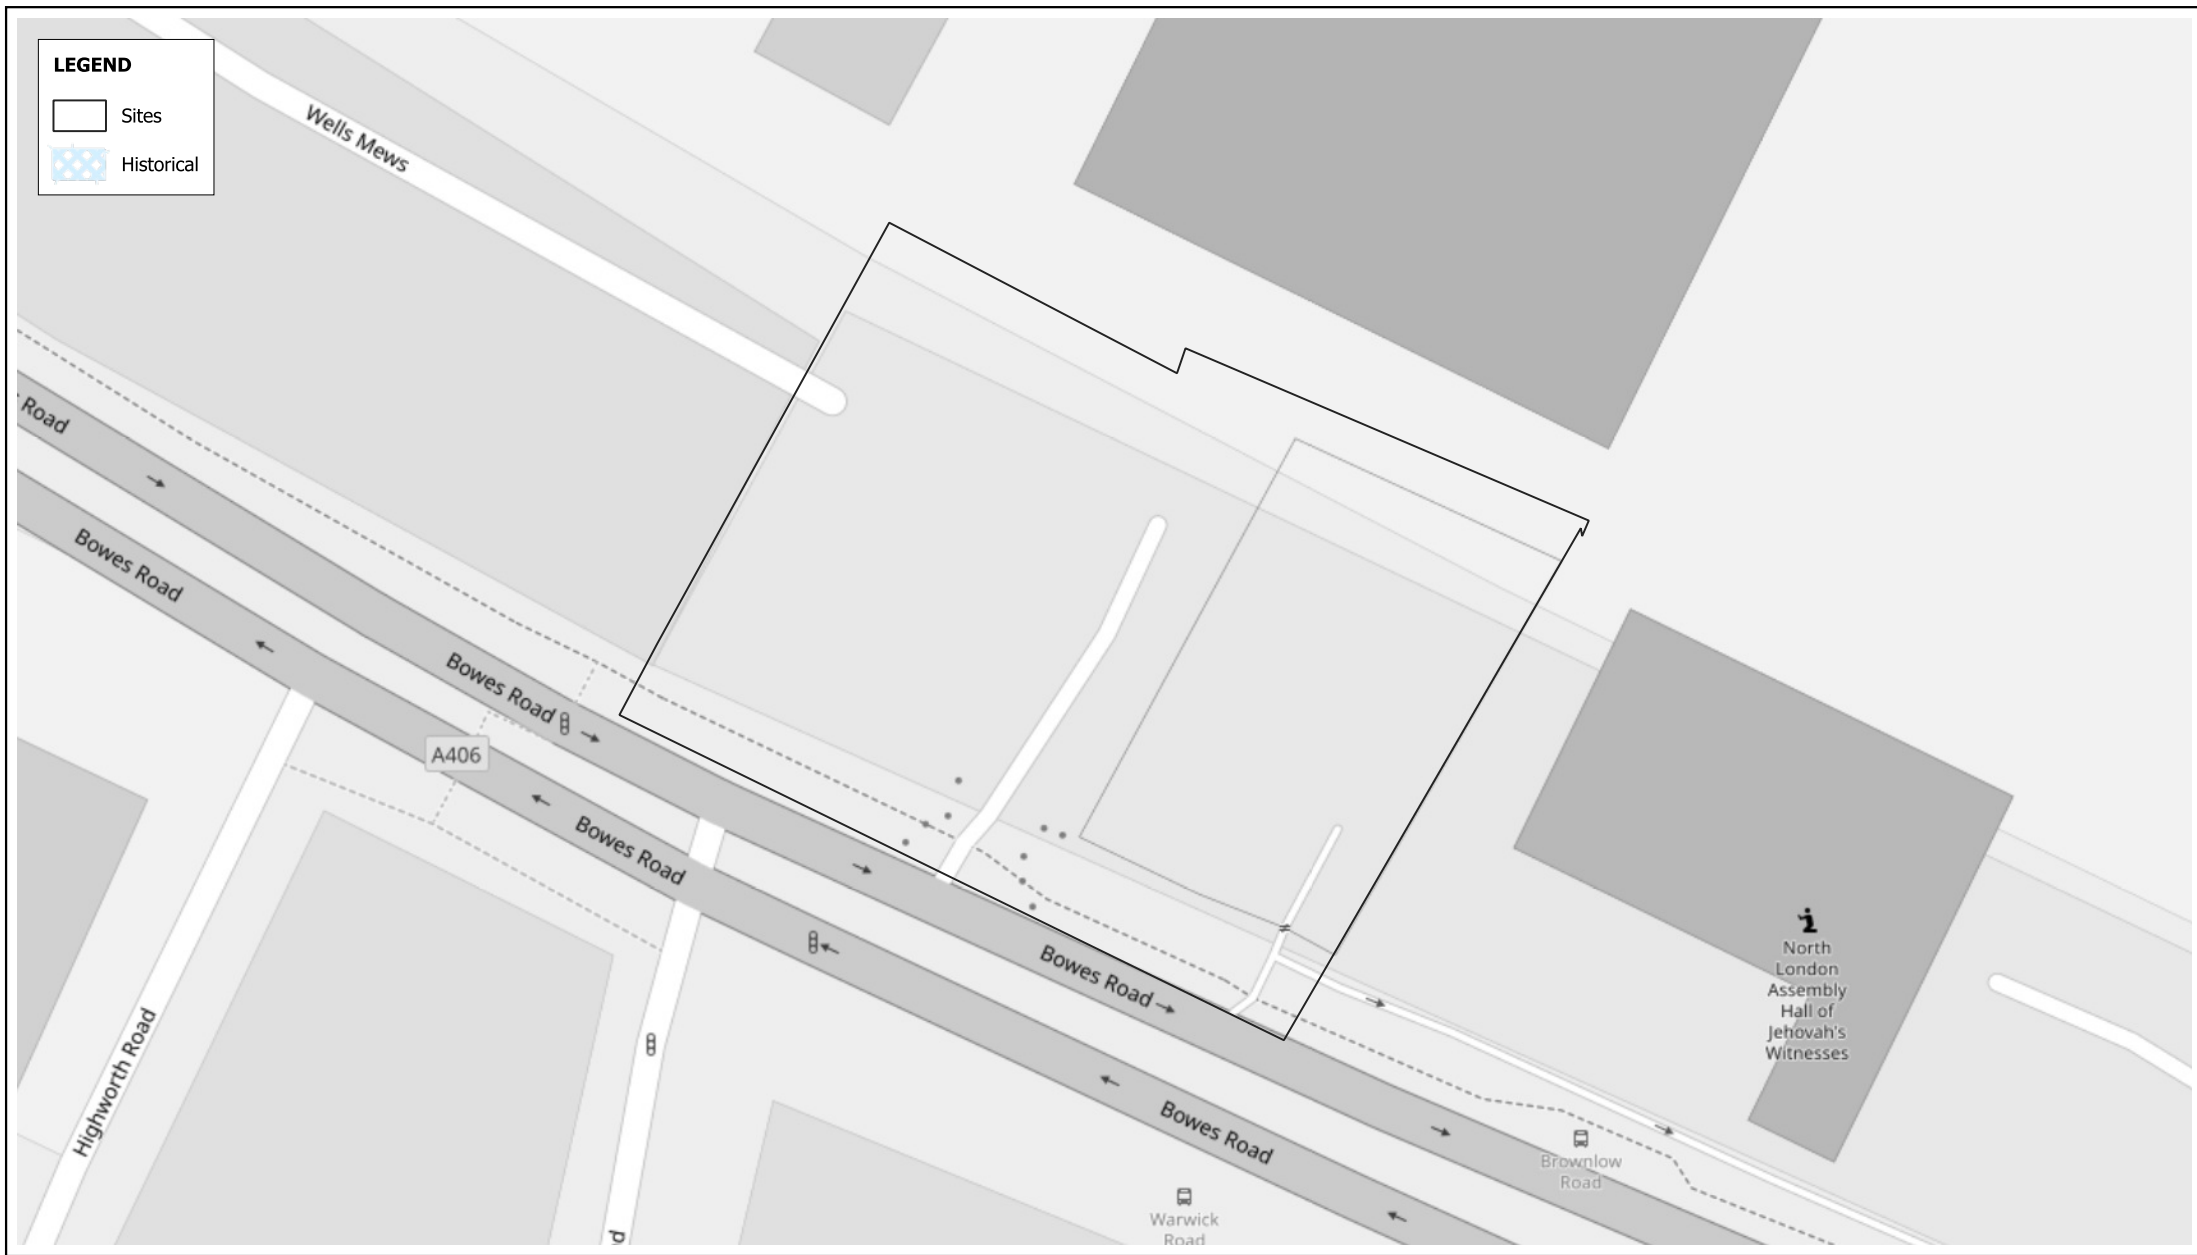 LEGEND
Sites
Historical
Wells Mews
Road
Bowes Road
Bowes Road
A406
Bowes Road
Bowes Road
Bowes Road
Highworth Road
North
London
Assembly
Hall of
Jehovah's
Witnesses
Brownlow
Road
Warwick
Road